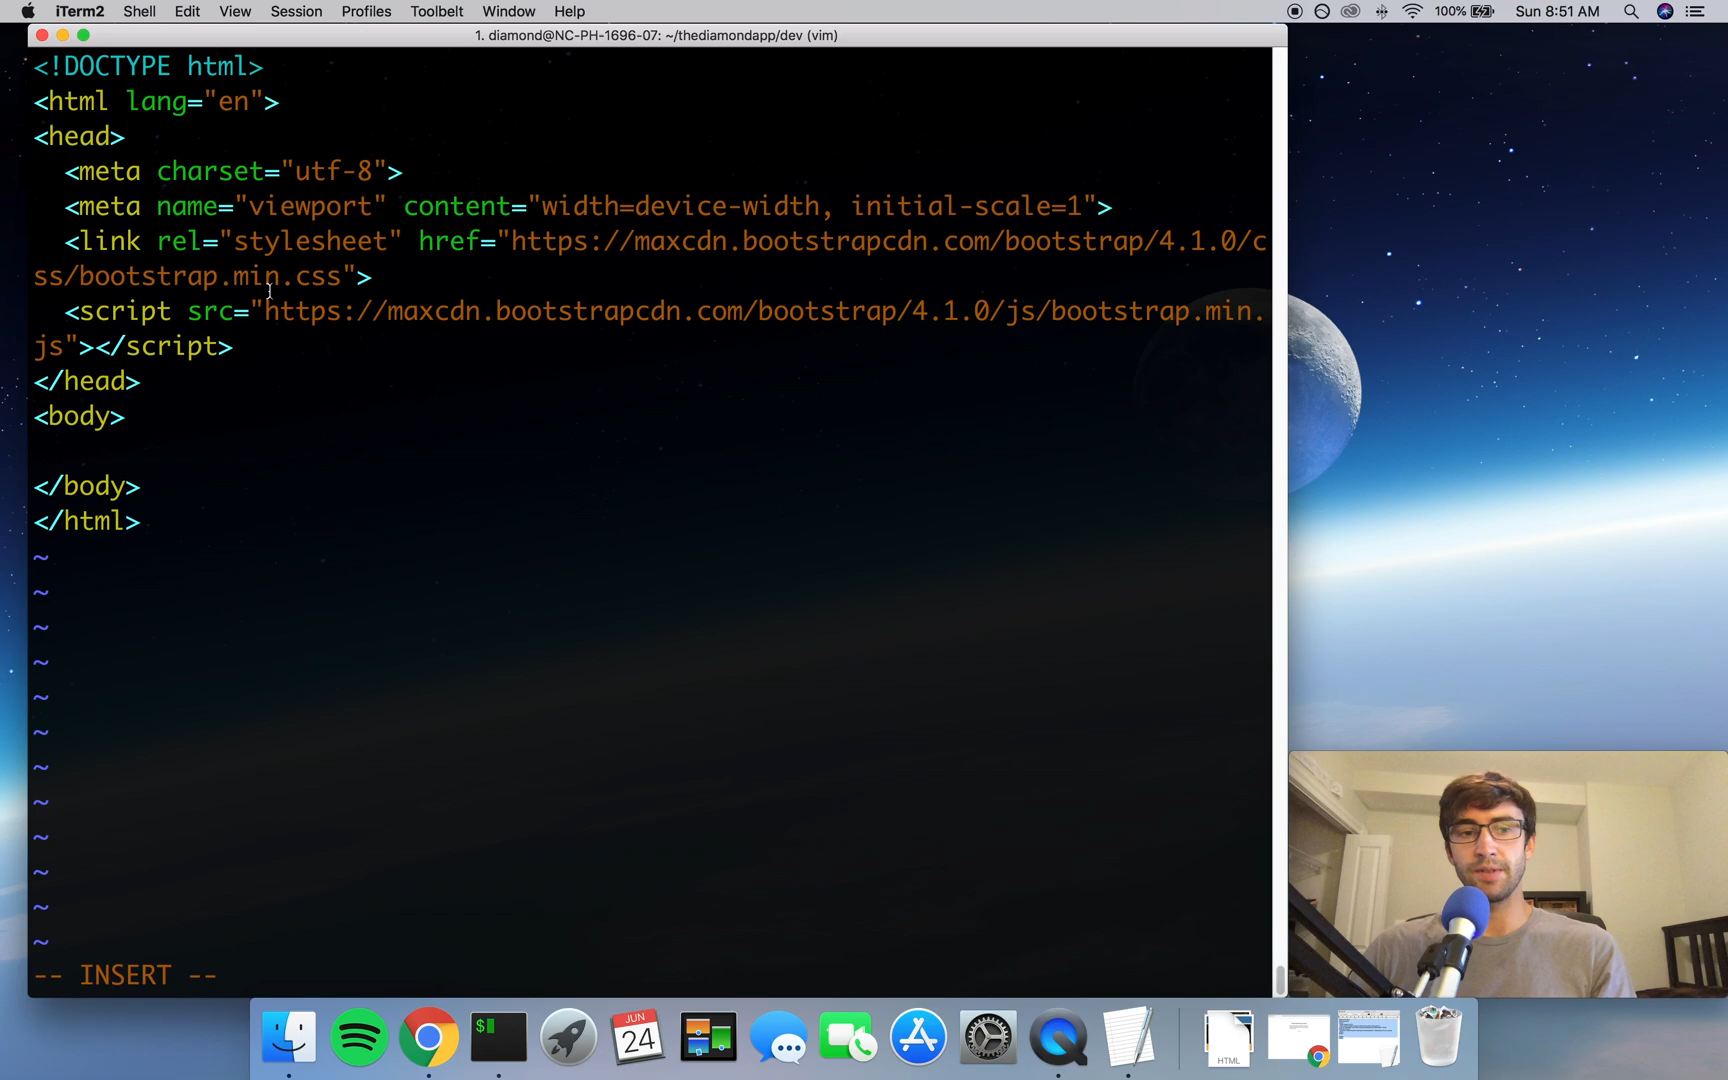 iTerm2 Shell Edit View Session Profiles Toolbelt Window Help 100% Sun 8:51 AM
1. diamond@NC-PH-1696-07: ~/thediamondapp/dev (vim)
<!DOCTYPE html>
<html lang="en">
<head>
  <meta charset="utf-8">
  <meta name="viewport" content="width=device-width, initial-scale=1">
  <link rel="stylesheet" href="https://maxcdn.bootstrapcdn.com/bootstrap/4.1.0/c
ss/bootstrap.min.css">
  <script src="https://maxcdn.bootstrapcdn.com/bootstrap/4.1.0/js/bootstrap.min.
js"></script>
</head>
<body>
</body>
</html>
~
~
~
~
~
~
~
~
~
~
~
~
-- INSERT --
$
JUN
24
HTML